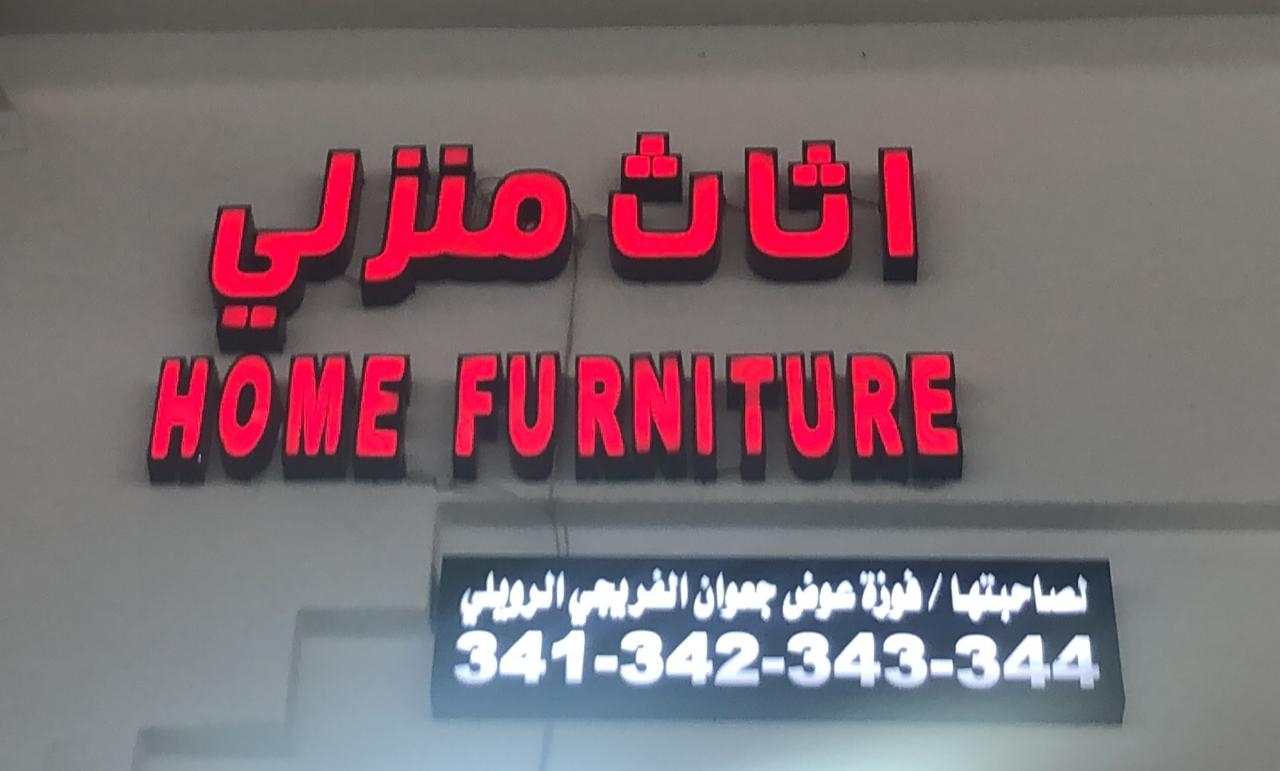 اثاث منزلي
HOME FURNITURE
لصاحبتها / فوزة عوض جعوان الفريجي الرويلي
341-342-343-344